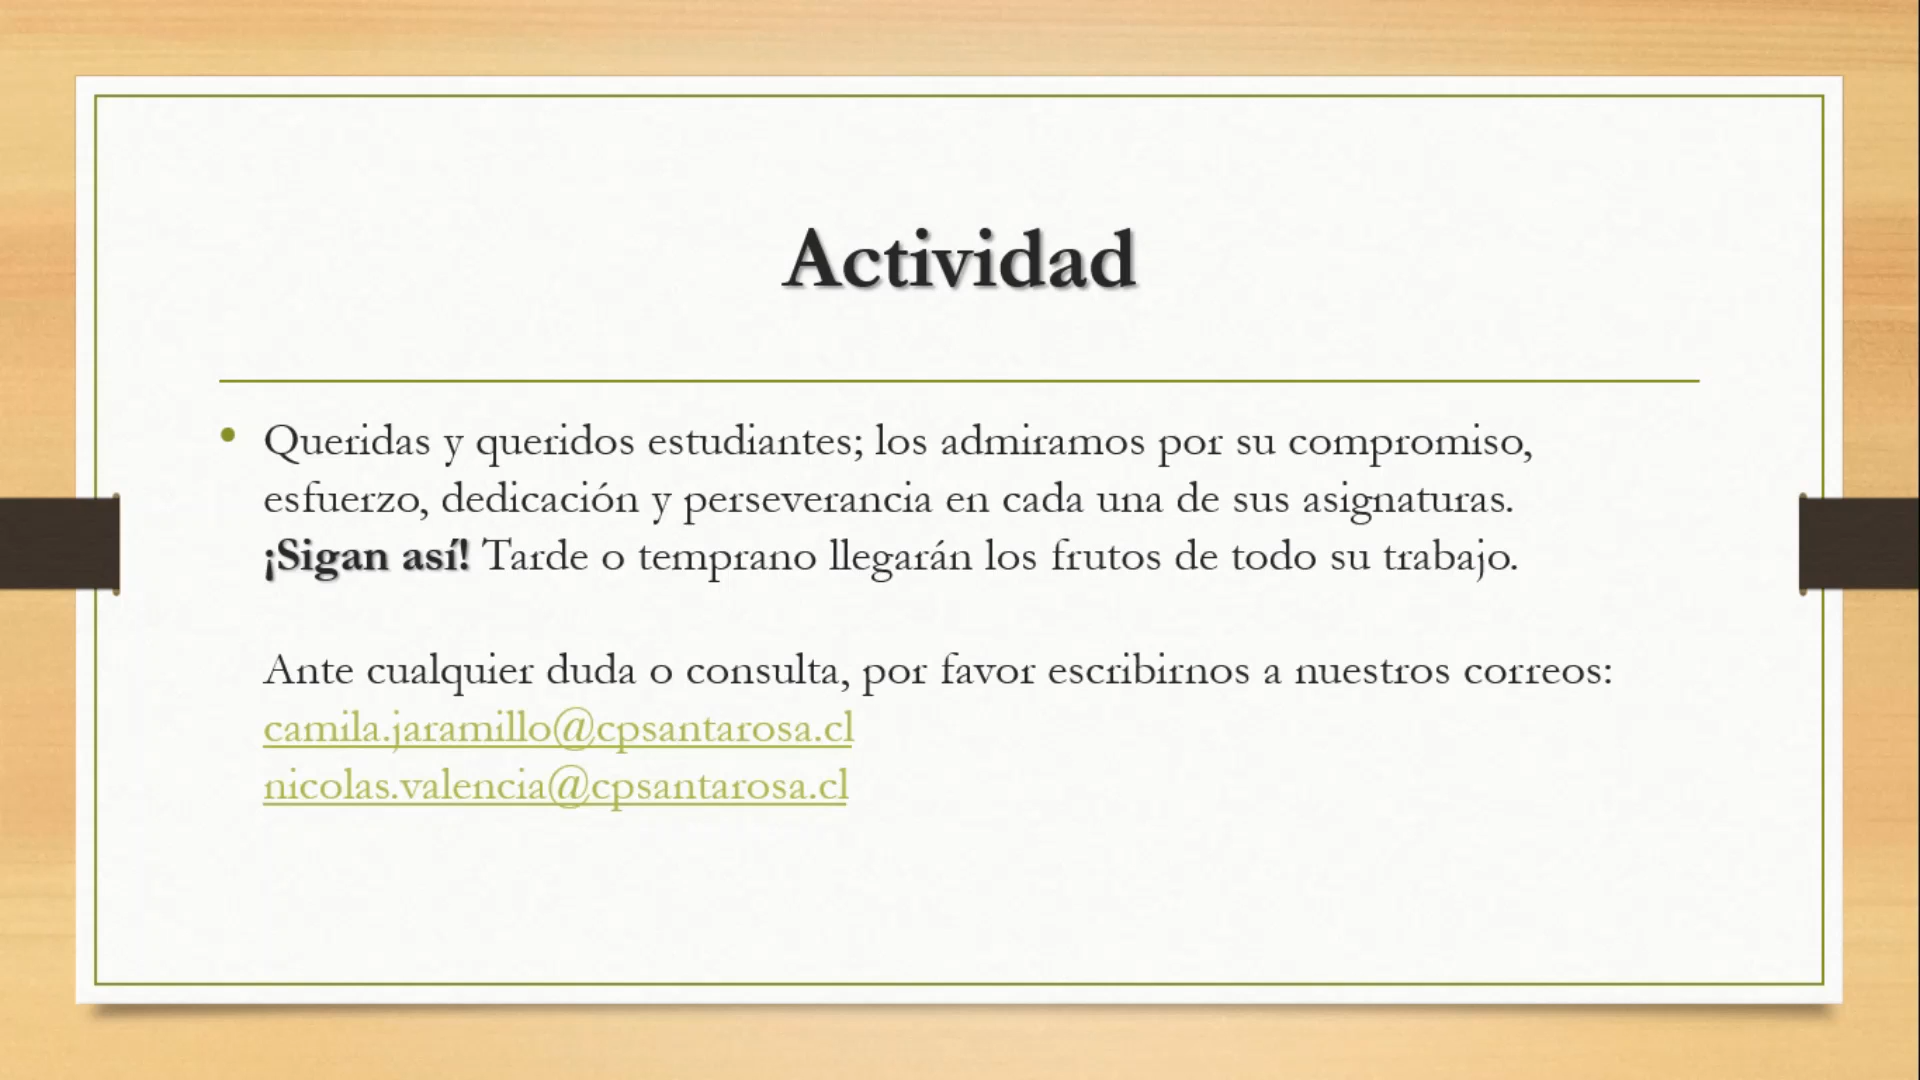 Actividad
• Queridas y queridos estudiantes; los admiramos por su compromiso,
esfuerzo, dedicación y perseverancia en cada una de sus asignaturas.
¡Sigan así! Tarde o temprano llegarán los frutos de todo su trabajo.
Ante cualquier duda o consulta, por favor escribirnos a nuestros correos:
camila.jaramillo@cpsantarosa.cl
nicolas.valencia@cpsantarosa.cl